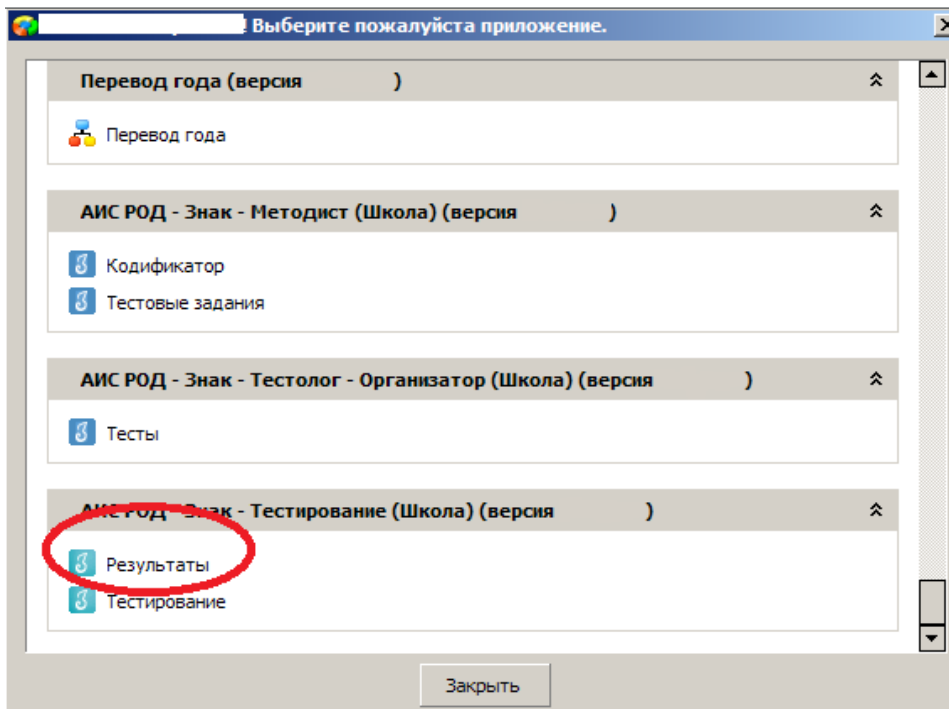 ! Выберите пожалуйста приложение.
Перевод года (версия )
Перевод года
АИС РОД - Знак - Методист (Школа) (версия )
Кодификатор
Тестовые задания
АИС РОД - Знак - Тестолог - Организатор (Школа) (версия )
Тесты
АИС РОД - Знак - Тестирование (Школа) (версия )
Результаты
Тестирование
Закрыть